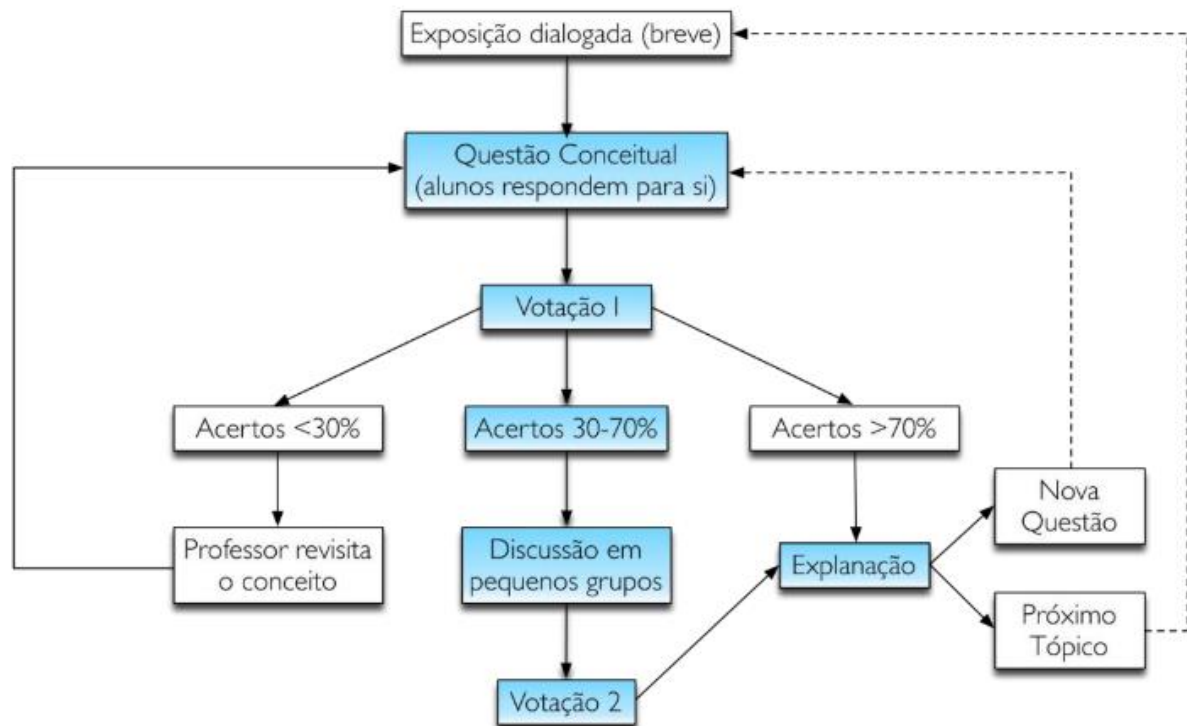 Exposição dialogada (breve)
Questão Conceitual
(alunos respondem para si)
Votação 1
Acertos <30%
Acertos 30-70%
Acertos >70%
Professor revisita
o conceito
Discussão em
pequenos grupos
Explanação
Nova
Questão
Próximo
Tópico
Votação 2